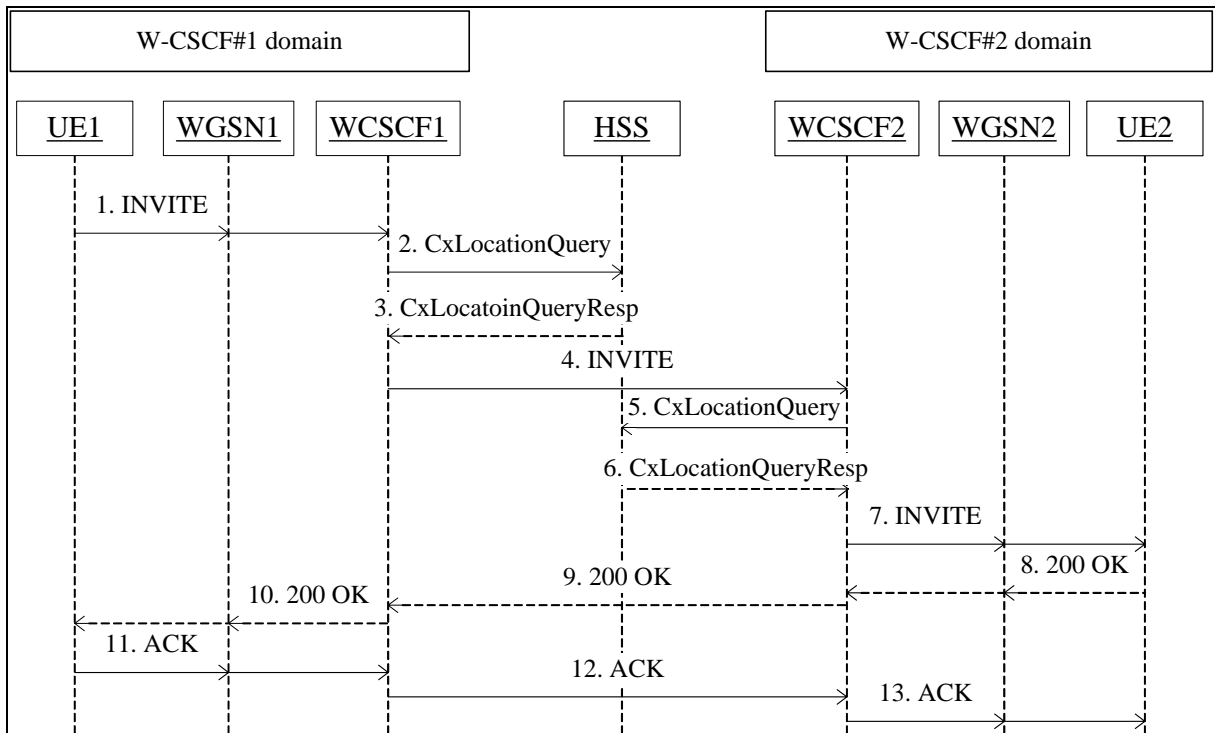 W-CSCF#1 domain
W-CSCF#2 domain
UE1
WGSN1
WCSCF1
HSS
WCSCF2
WGSN2
UE2
1. INVITE
2. CxLocationQuery
3. CxLocatoinQueryResp
4. INVITE
5. CxLocationQuery
6. CxLocationQueryResp
7. INVITE
8. 200 OK
9. 200 OK
10. 200 OK
11. ACK
12. ACK
13. ACK